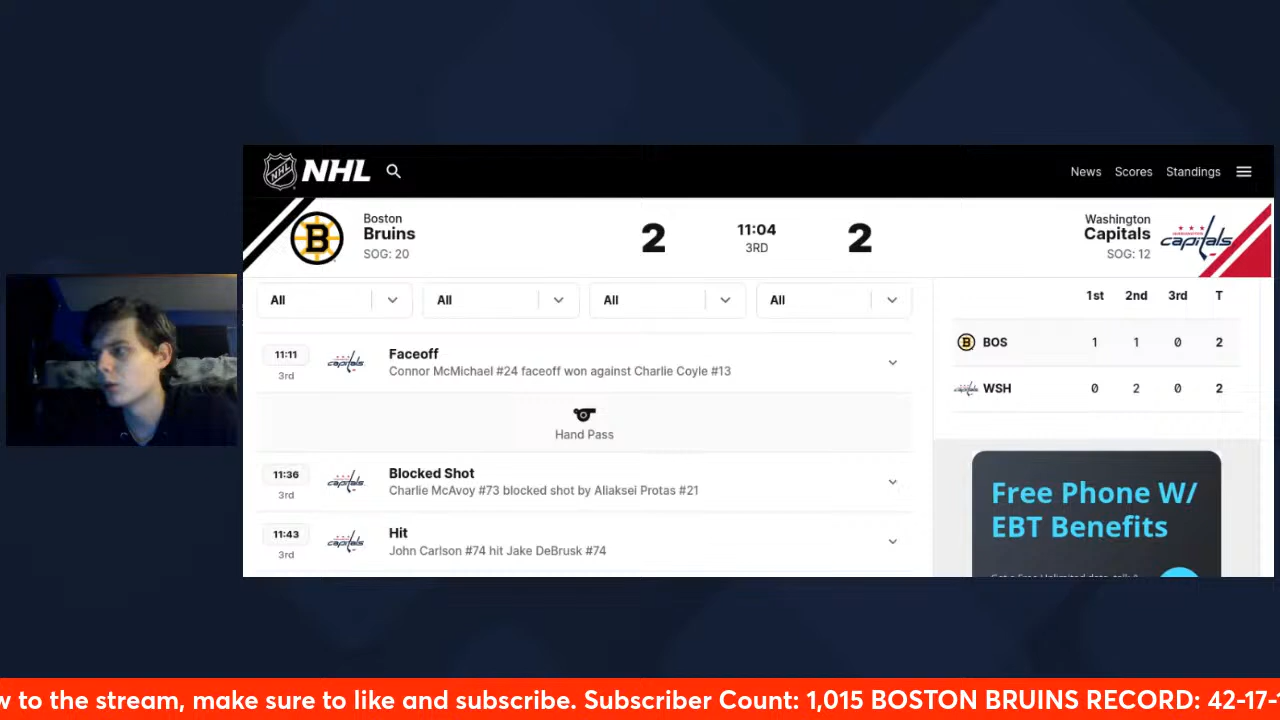 NHL
News Scores Standings
Boston
Bruins
SOG: 20
2
11:04
3RD
2
Washington
Capitals
SOG: 12
capitals
All All All All
1st 2nd 3rd T
BOS 1 1 0 2
WSH 0 2 0 2
11:11
3rd
capitals
Faceoff
Connor McMichael #24 faceoff won against Charlie Coyle #13
Hand Pass
11:36
3rd
capitals
Blocked Shot
Charlie McAvoy #73 blocked shot by Aliaksei Protas #21
11:43
3rd
capitals
Hit
John Carlson #74 hit Jake DeBrusk #74
Free Phone W/
EBT Benefits
w to the stream, make sure to like and subscribe. Subscriber Count: 1,015 BOSTON BRUINS RECORD: 42-17-